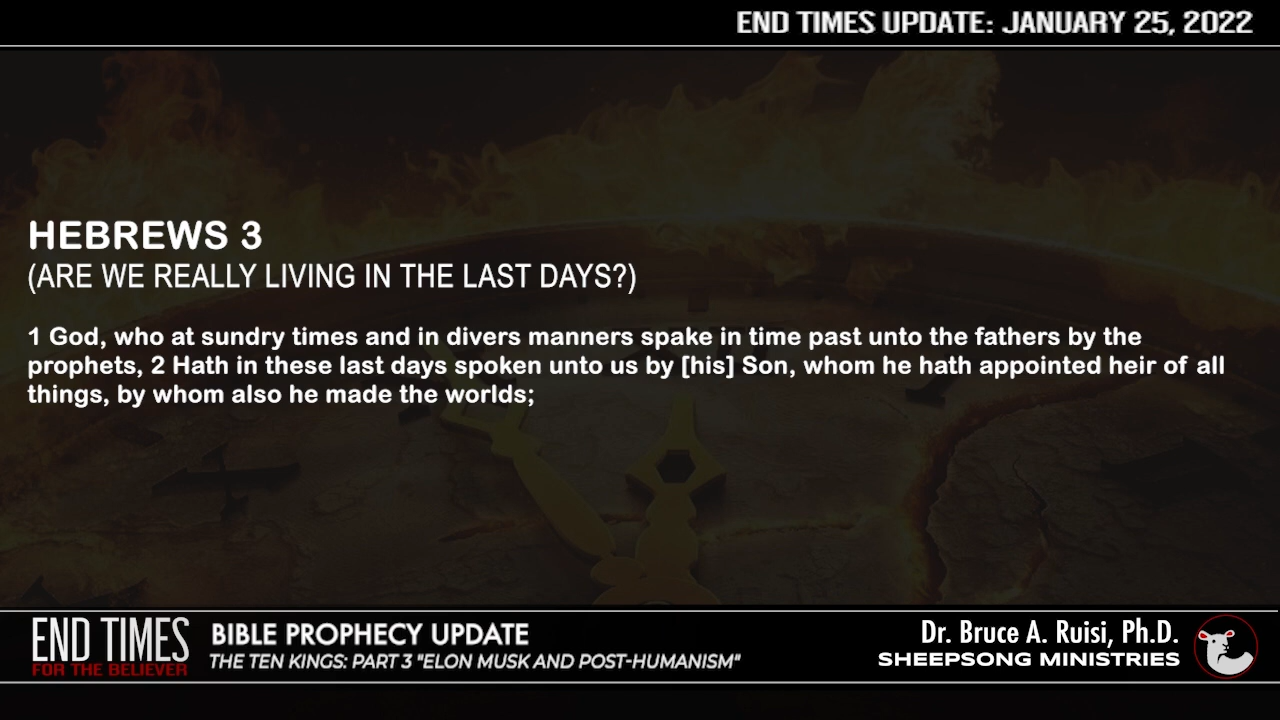 END TIMES UPDATE: JANUARY 25, 2022
HEBREWS 3
(ARE WE REALLY LIVING IN THE LAST DAYS?)
1 God, who at sundry times and in divers manners spake in time past unto the fathers by the
prophets, 2 Hath in these last days spoken unto us by [his] Son, whom he hath appointed heir of all
things, by whom also he made the worlds;
END TIMES
FOR THE BELIEVER
BIBLE PROPHECY UPDATE
THE TEN KINGS: PART 3 "ELON MUSK AND POST-HUMANISM"
Dr. Bruce A. Ruisi, Ph.D.
SHEEPSONG MINISTRIES